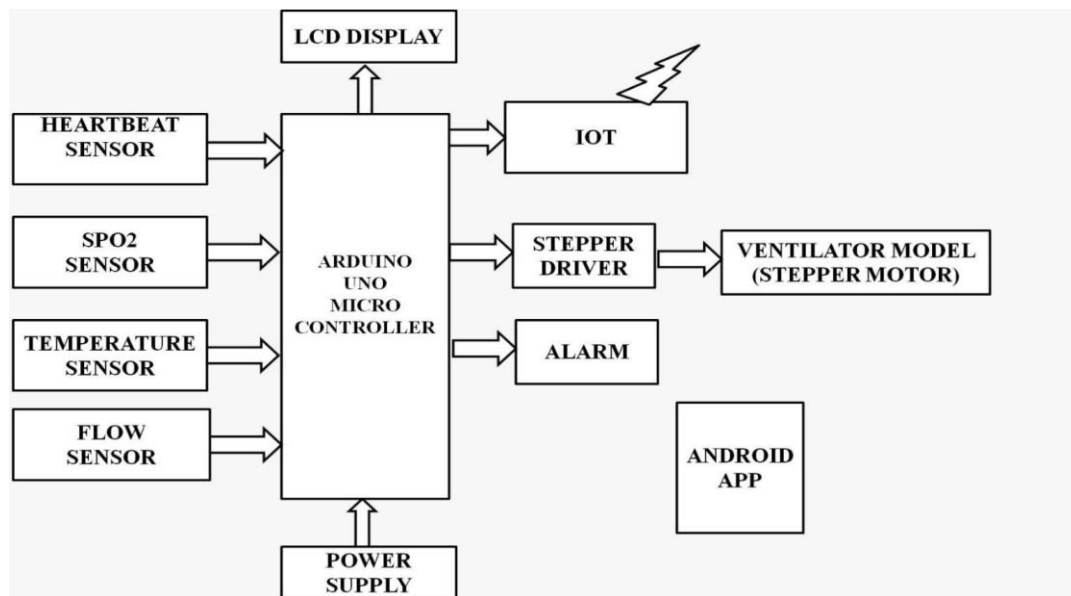 LCD DISPLAY
HEARTBEAT
SENSOR
IOT
SPO2
SENSOR
ARDUINO
UNO
MICRO
CONTROLLER
STEPPER
DRIVER
VENTILATOR MODEL
(STEPPER MOTOR)
TEMPERATURE
SENSOR
ALARM
FLOW
SENSOR
ANDROID
APP
POWER
SUPPLY